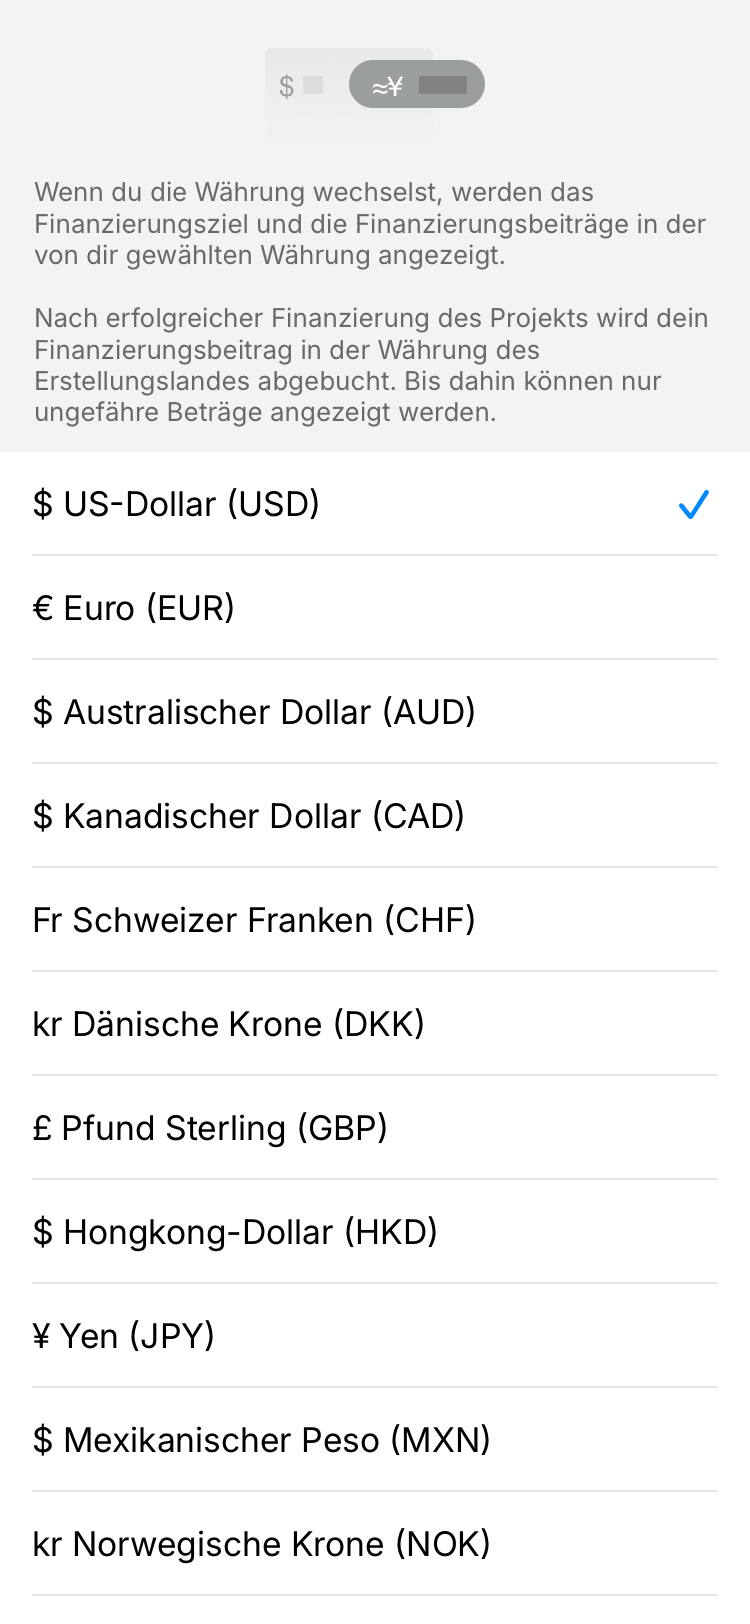 $ ≈¥
Wenn du die Währung wechselst, werden das
Finanzierungsziel und die Finanzierungsbeiträge in der
von dir gewählten Währung angezeigt.
Nach erfolgreicher Finanzierung des Projekts wird dein
Finanzierungsbeitrag in der Währung des
Erstellungslandes abgebucht. Bis dahin können nur
ungefähre Beträge angezeigt werden.
$ US-Dollar (USD)
€ Euro (EUR)
$ Australischer Dollar (AUD)
$ Kanadischer Dollar (CAD)
Fr Schweizer Franken (CHF)
kr Dänische Krone (DKK)
£ Pfund Sterling (GBP)
$ Hongkong-Dollar (HKD)
¥ Yen (JPY)
$ Mexikanischer Peso (MXN)
kr Norwegische Krone (NOK)